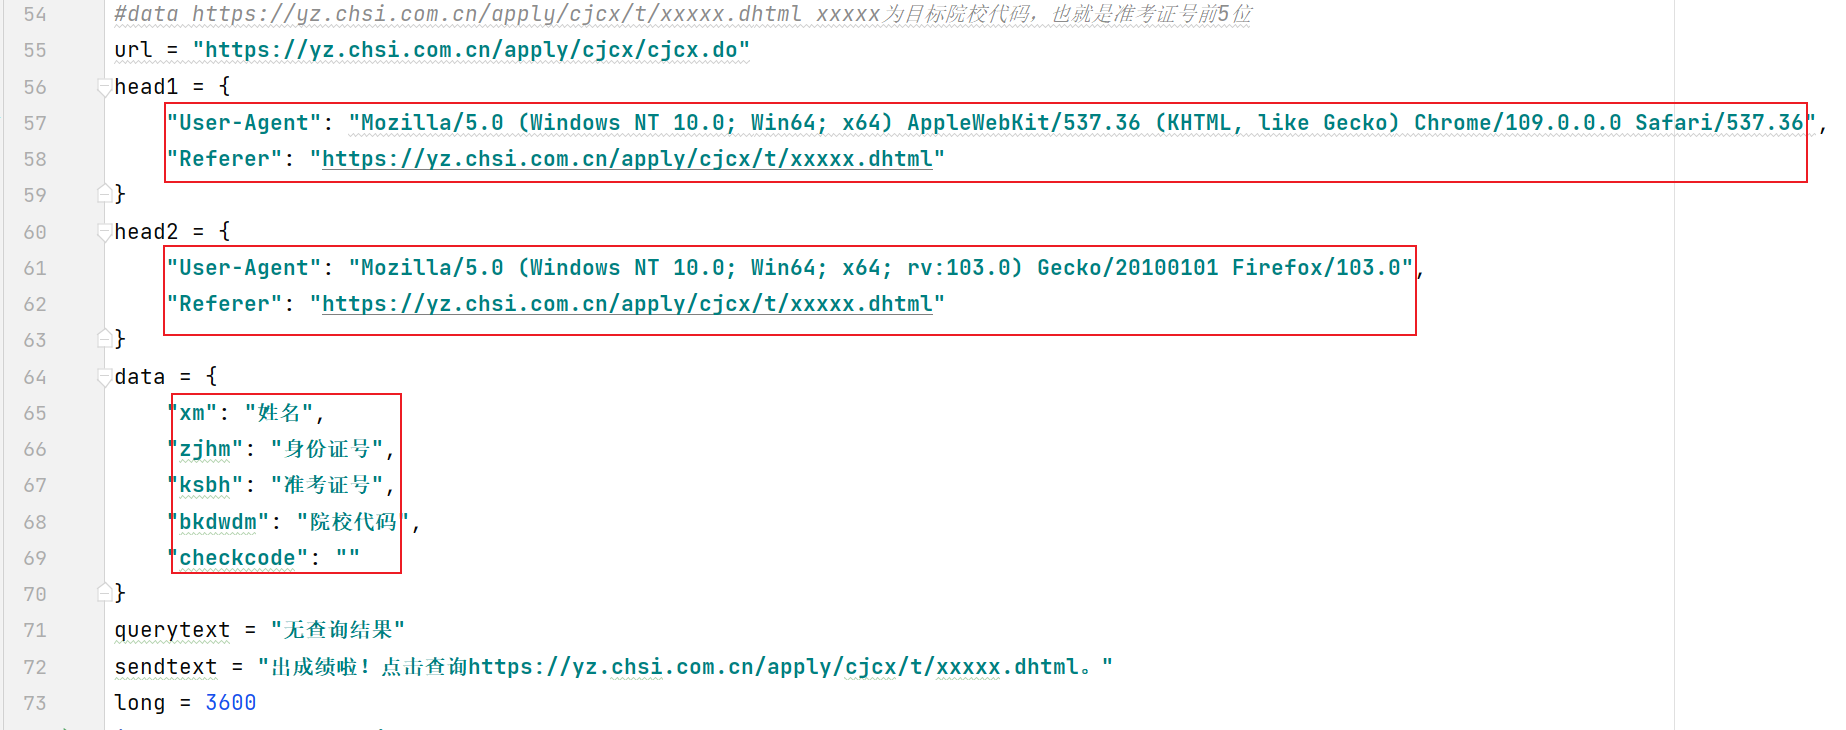 54 #data https://yz.chsi.com.cn/apply/cjcx/t/xxxxx.dhtml xxxxx为目标院校代码，也就是准考证号前5位
55 url = "https://yz.chsi.com.cn/apply/cjcx/cjcx.do"
56 head1 = {
57 "User-Agent": "Mozilla/5.0 (Windows NT 10.0; Win64; x64) AppleWebKit/537.36 (KHTML, like Gecko) Chrome/109.0.0.0 Safari/537.36",
58 "Referer": "https://yz.chsi.com.cn/apply/cjcx/t/xxxxx.dhtml"
59 }
60 head2 = {
61 "User-Agent": "Mozilla/5.0 (Windows NT 10.0; Win64; x64; rv:103.0) Gecko/20100101 Firefox/103.0",
62 "Referer": "https://yz.chsi.com.cn/apply/cjcx/t/xxxxx.dhtml"
63 }
64 data = {
65 "xm": "姓名",
66 "zjhm": "身份证号",
67 "ksbh": "准考证号",
68 "bkdwdm": "院校代码",
69 "checkcode": ""
70 }
71 querytext = "无查询结果"
72 sendtext = "出成绩啦！点击查询https://yz.chsi.com.cn/apply/cjcx/t/xxxxx.dhtml。"
73 long = 3600